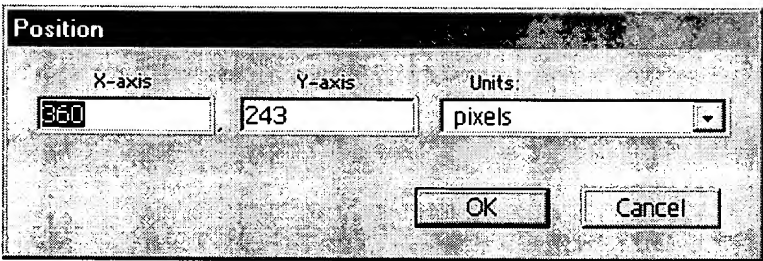 Position
X-axis Y-axis Units:
360 , 243 pixels
OK Cancel